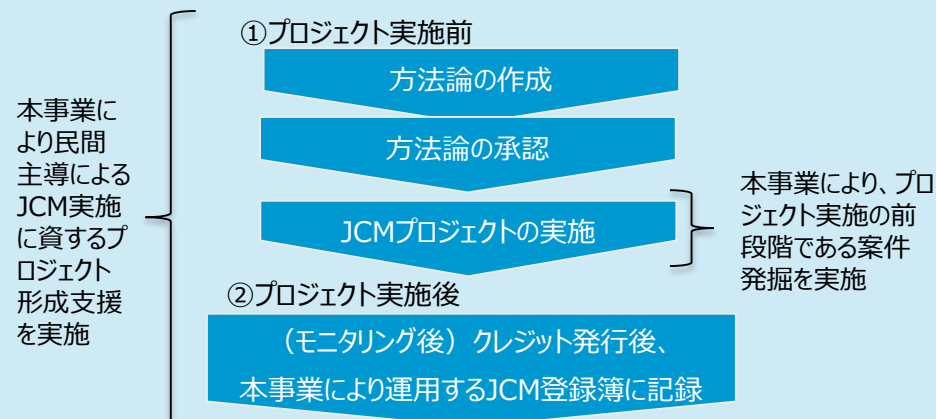 ①プロジェクト実施前
方法論の作成
方法論の承認
JCMプロジェクトの実施
②プロジェクト実施後
(モニタリング後)クレジット発行後、
本事業により運用するJCM登録簿に記録
本事業に
より民間
主導による
JCM実施
に資するプ
ロジェクト
形成支援
を実施
本事業により、プロ
ジェクト実施の前
段階である案件
発掘を実施